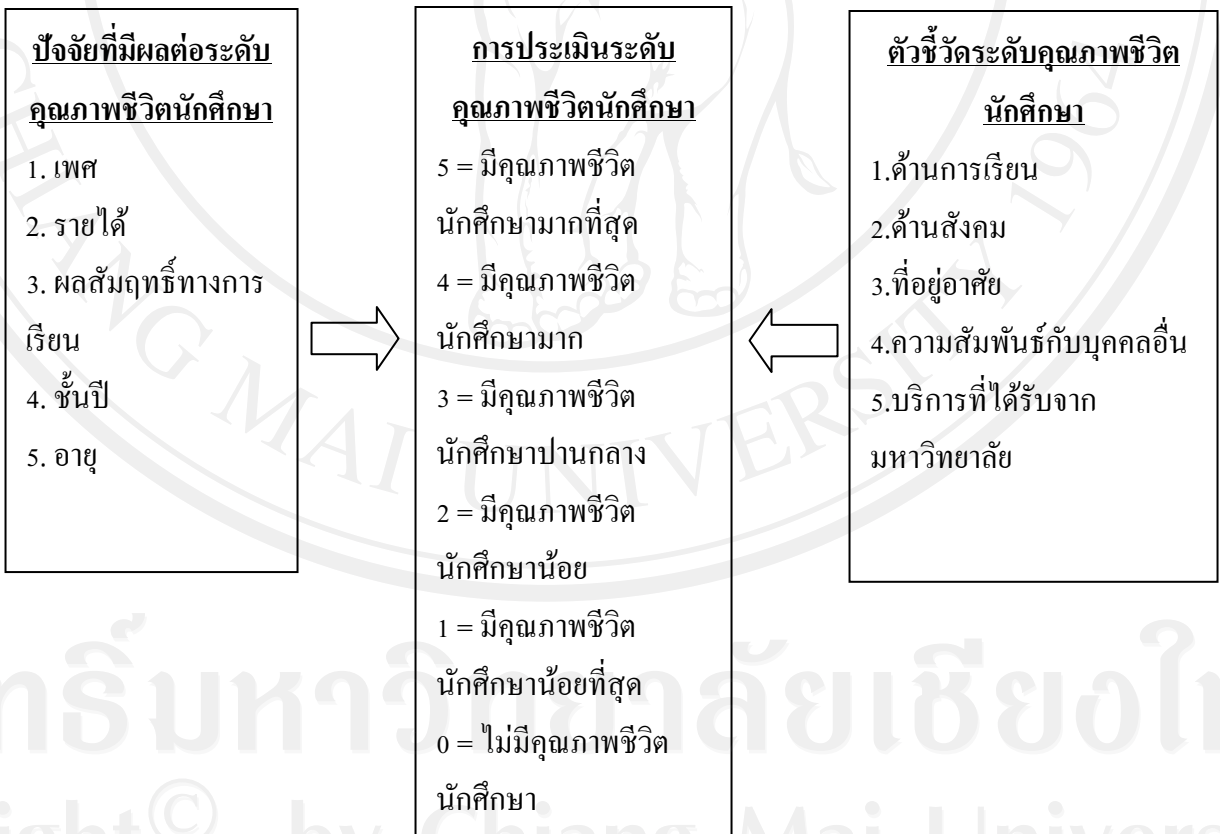 ปัจจัยที่มีผลต่อระดับ
คุณภาพชีวิตนักศึกษา
1. เพศ
2. รายได้
3. ผลสัมฤทธิ์ทางการ
เรียน
4. ชั้นปี
5. อายุ
การประเมินระดับ
คุณภาพชีวิตนักศึกษา
5 = มีคุณภาพชีวิต
นักศึกษามากที่สุด
4 = มีคุณภาพชีวิต
นักศึกษามาก
3 = มีคุณภาพชีวิต
นักศึกษาปานกลาง
2 = มีคุณภาพชีวิต
นักศึกษาน้อย
1 = มีคุณภาพชีวิต
นักศึกษาน้อยที่สุด
0 = ไม่มีคุณภาพชีวิต
นักศึกษา
ตัวชี้วัดระดับคุณภาพชีวิต
นักศึกษา
1.ด้านการเรียน
2.ด้านสังคม
3.ที่อยู่อาศัย
4.ความสัมพันธ์กับบุคคลอื่น
5.บริการที่ได้รับจาก
มหาวิทยาลัย
CHIANG MAI UNIVERSITY 1964
by Chiang Mai